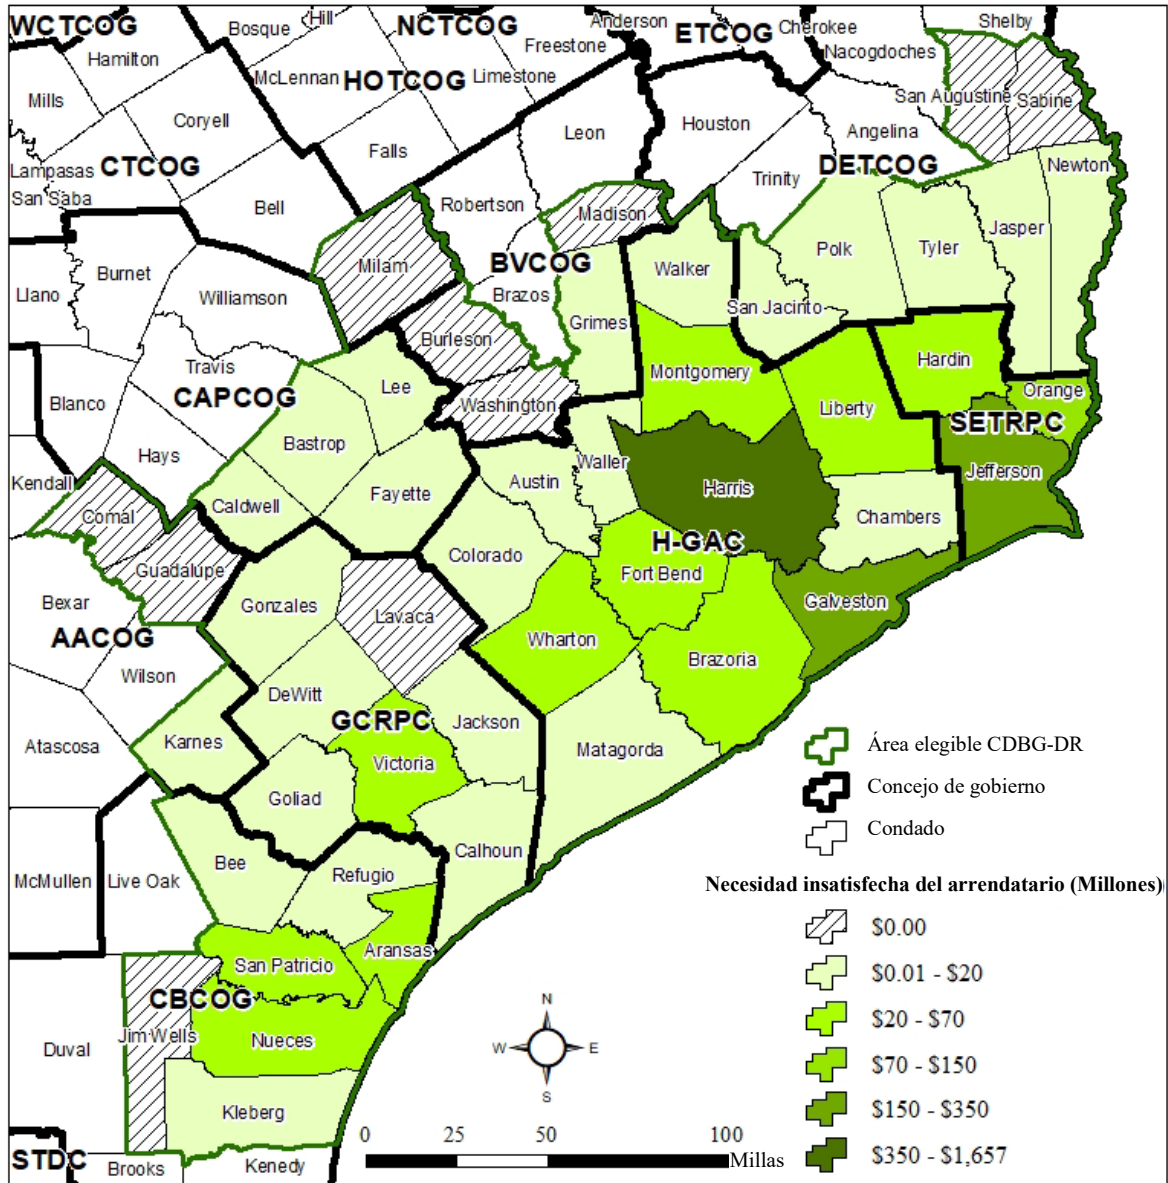 WCTCOG
Hill
Bosque
NCTCOG
Anderson
ETCOG
Cherokee
Shelby
Hamilton
Freestone
Nacogdoches
McLennan
HOTCOG
Limestone
Mills
San Augustine
Sabine
Coryell
Leon
Houston
Angelina
Falls
Lampasas
CTCOG
DETCOG
Newton
Trinity
San Saba
Bell
Robertson
Madison
Jasper
Polk
Tyler
Milam
BVCOG
Walker
Burnet
Llano
Williamson
Brazos
San Jacinto
Grimes
Burleson
Travis
Montgomery
Hardin
Lee
Orange
CAPCOG
Blanco
Washington
Liberty
SETRPC
Bastrop
Hays
Waller
Jefferson
Kendall
Austin
Harris
Fayette
Caldwell
Comal
Chambers
H-GAC
Colorado
Guadalupe
Fort Bend
Bexar
Gonzales
Lavaca
Galveston
AACOG
Wharton
Brazoria
Wilson
DeWitt
GCRPC
Jackson
Karnes
Atascosa
Matagorda
Victoria
Goliad
Calhoun
Bee
Refugio
McMullen
Live Oak
Aransas
San Patricio
CBCOG
Jim Wells
Nueces
Duval
Kleberg
STDC
Brooks
Kenedy
N
W
E
S
0
25
50
100
Millas
Área elegible CDBG-DR
Concejo de gobierno
Condado
Necesidad insatisfecha del arrendatario (Millones)
$0.00
$0.01 - $20
$20 - $70
$70 - $150
$150 - $350
$350 - $1,657